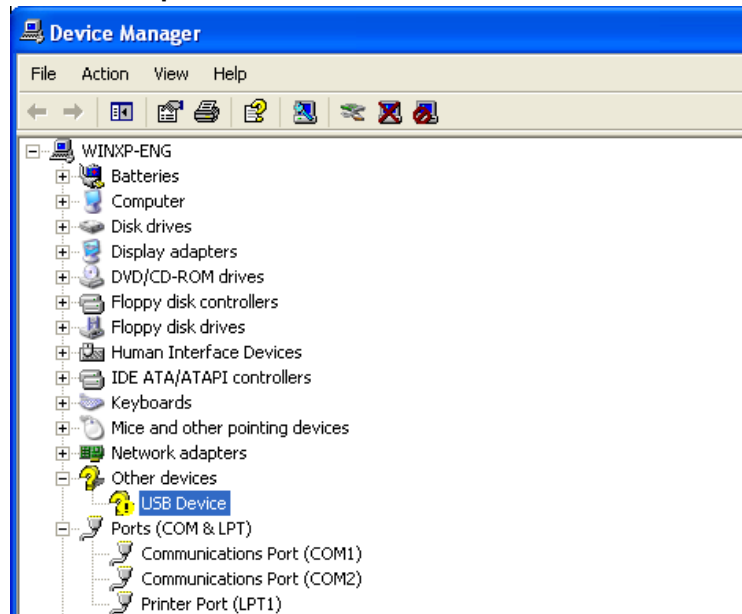 Device Manager
File Action View Help
WINXP-ENG
Batteries
Computer
Disk drives
Display adapters
DVD/CD-ROM drives
Floppy disk controllers
Floppy disk drives
Human Interface Devices
IDE ATA/ATAPI controllers
Keyboards
Mice and other pointing devices
Network adapters
Other devices
USB Device
Ports (COM & LPT)
Communications Port (COM1)
Communications Port (COM2)
Printer Port (LPT1)